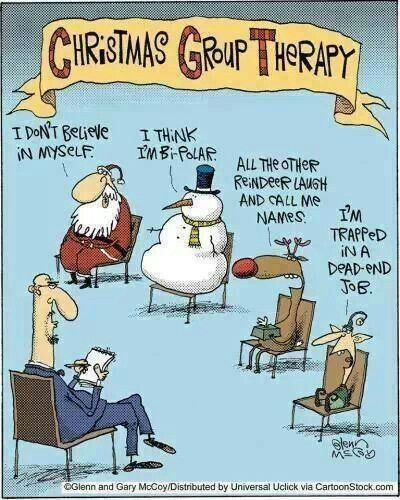 CHRiSTMAS GROUP THERAPY
I DON'T BELieVe
iN MYSeLF.
I THiNK
I'M Bi-POLAR.
ALL THe OTHeR
ReiNDeeR LAUGH
AND CALL Me
NAMeS.
I'M
TRAPPeD
iN A
DeAD-eND
JOB.
Glenn
McCoy
©Glenn and Gary McCoy/Distributed by Universal Uclick via CartoonStock.com